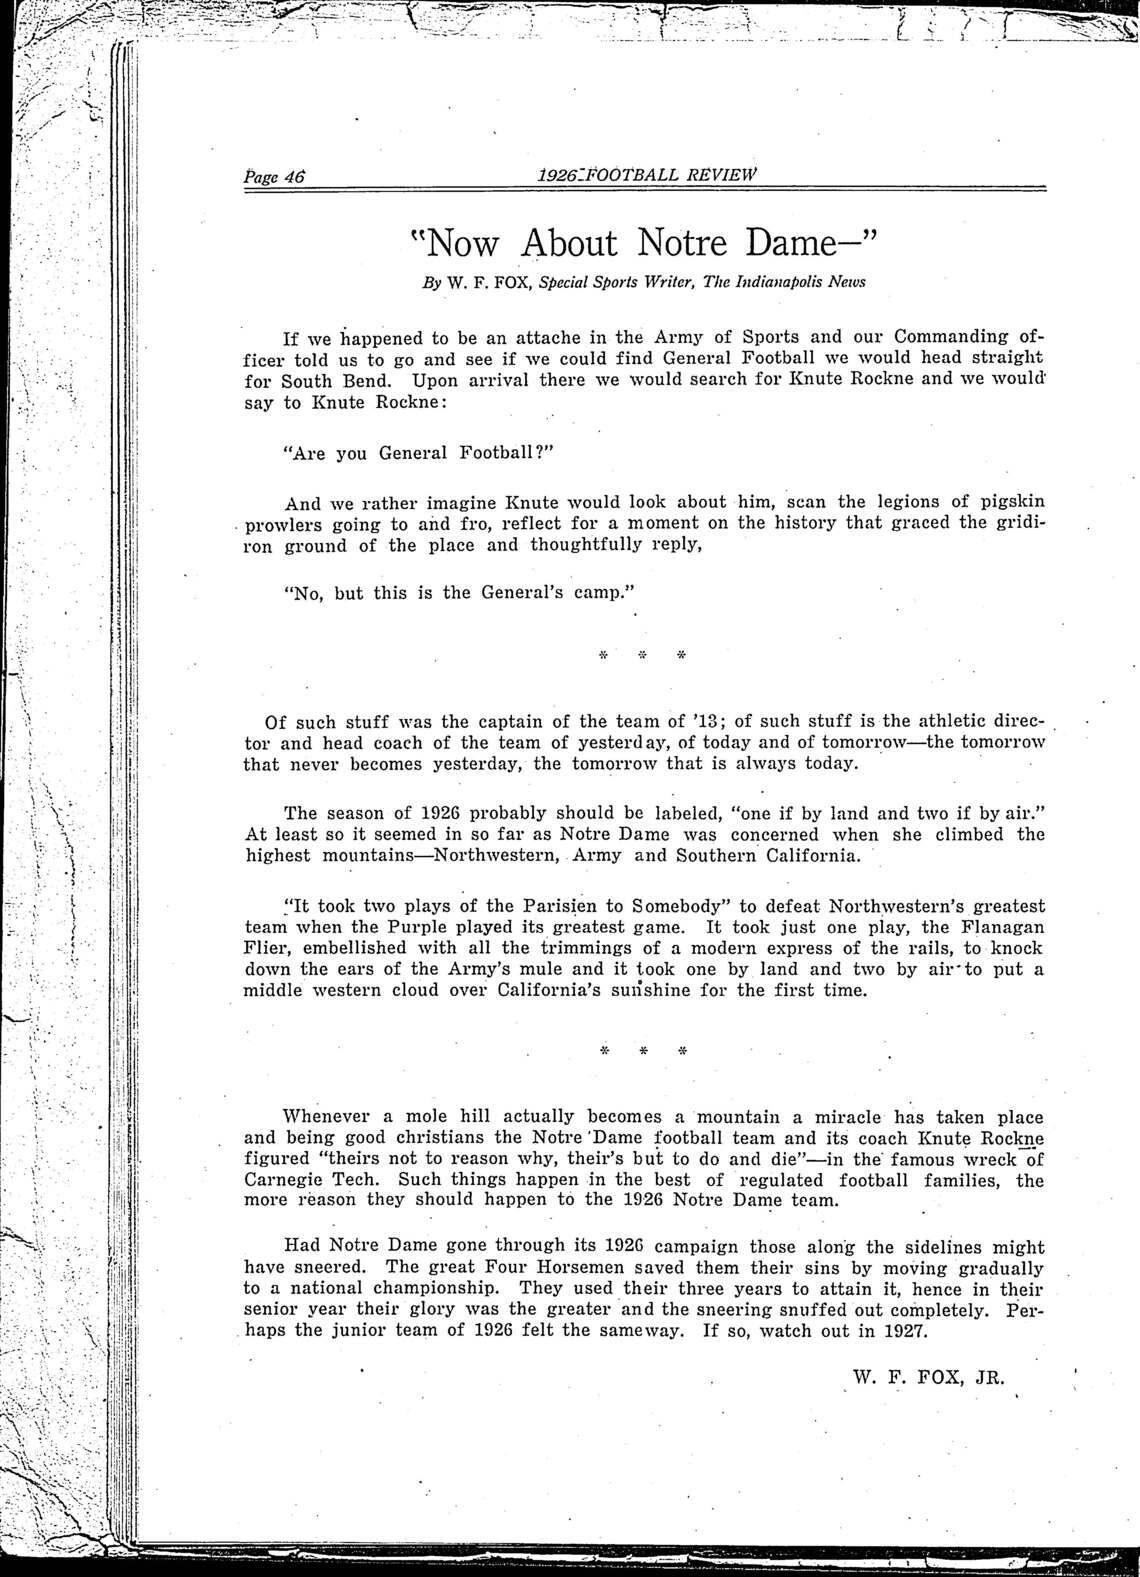 Page 46
1926 FOOTBALL REVIEW
"Now About Notre Dame—"
By W. F. FOX, Special Sports Writer, The Indianapolis News
If we happened to be an attache in the Army of Sports and our Commanding of-
ficer told us to go and see if we could find General Football we would head straight
for South Bend. Upon arrival there we would search for Knute Rockne and we would
say to Knute Rockne:
"Are you General Football?"
And we rather imagine Knute would look about him, scan the legions of pigskin
prowlers going to and fro, reflect for a moment on the history that graced the gridi-
ron ground of the place and thoughtfully reply,
"No, but this is the General's camp."
* * *
Of such stuff was the captain of the team of '13; of such stuff is the athletic direc-
tor and head coach of the team of yesterday, of today and of tomorrow—the tomorrow
that never becomes yesterday, the tomorrow that is always today.
The season of 1926 probably should be labeled, "one if by land and two if by air."
At least so it seemed in so far as Notre Dame was concerned when she climbed the
highest mountains—Northwestern, Army and Southern California.
"It took two plays of the Parisien to Somebody" to defeat Northwestern's greatest
team when the Purple played its greatest game. It took just one play, the Flanagan
Flier, embellished with all the trimmings of a modern express of the rails, to knock
down the ears of the Army's mule and it took one by land and two by air to put a
middle western cloud over California's sunshine for the first time.
* * *
Whenever a mole hill actually becomes a mountain a miracle has taken place
and being good christians the Notre Dame football team and its coach Knute Rockne
figured "theirs not to reason why, their's but to do and die"—in the famous wreck of
Carnegie Tech. Such things happen in the best of regulated football families, the
more reason they should happen to the 1926 Notre Dame team.
Had Notre Dame gone through its 1926 campaign those along the sidelines might
have sneered. The great Four Horsemen saved them their sins by moving gradually
to a national championship. They used their three years to attain it, hence in their
senior year their glory was the greater and the sneering snuffed out completely. Per-
haps the junior team of 1926 felt the sameway. If so, watch out in 1927.
W. F. FOX, JR.